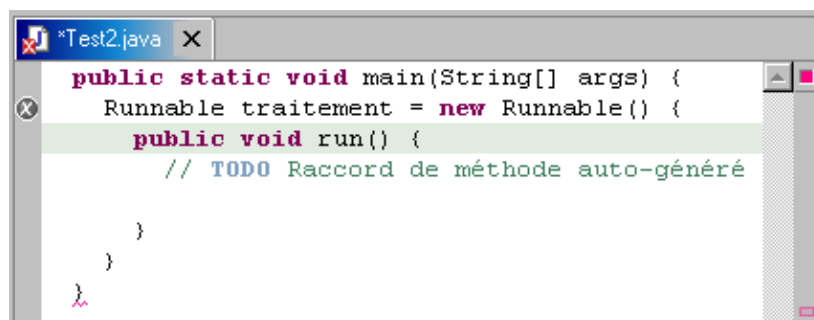 *Test2.java
public static void main(String[] args) {
Runnable traitement = new Runnable() {
public void run() {
// TODO Raccord de méthode auto-généré
}
}
}